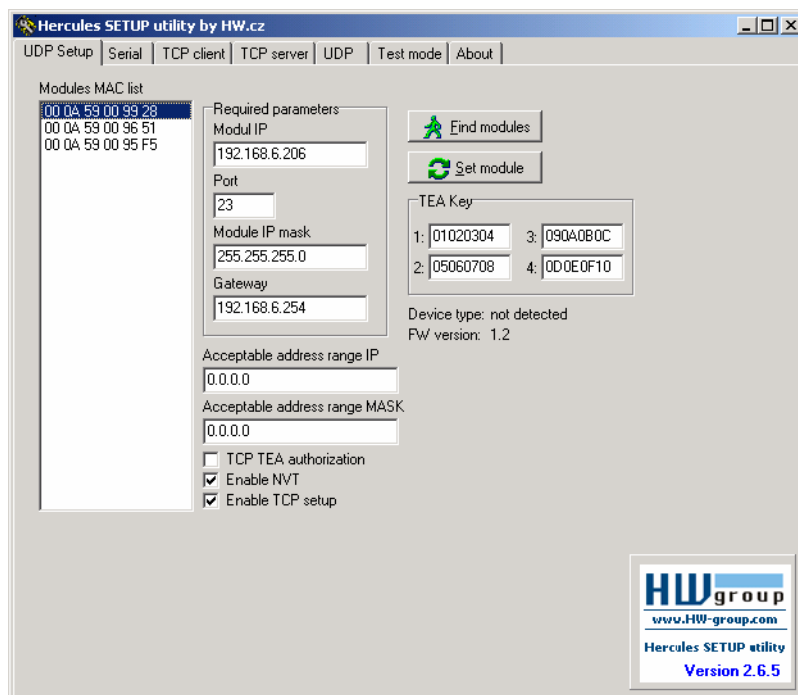 Hercules SETUP utility by HW.cz
UDP Setup Serial TCP client TCP server UDP Test mode About
Modules MAC list
00 0A 59 00 99 28
00 0A 59 00 96 51
00 0A 59 00 95 F5
Required parameters
Modul IP
192.168.6.206
Port
23
Module IP mask
255.255.255.0
Gateway
192.168.6.254
Acceptable address range IP
0.0.0.0
Acceptable address range MASK
0.0.0.0
TCP TEA authorization
Enable NVT
Enable TCP setup
Find modules
Set module
TEA Key
1: 01020304 3: 090A0B0C
2: 05060708 4: 0D0E0F10
Device type: not detected
FW version: 1.2
HW group
www.HW-group.com
Hercules SETUP utility
Version 2.6.5